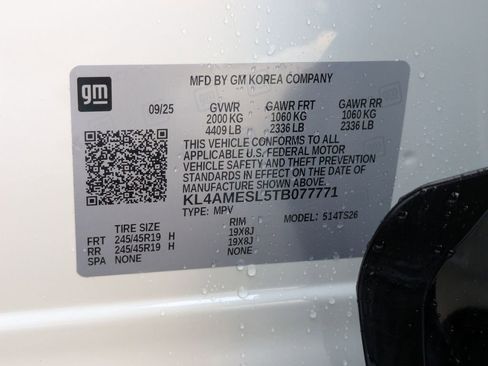 gm
MFD BY GM KOREA COMPANY
09/25 GVWR GAWR FRT GAWR RR
2000 KG 1060 KG 1060 KG
4409 LB 2336 LB 2336 LB
THIS VEHICLE CONFORMS TO ALL
APPLICABLE U.S. FEDERAL MOTOR
VEHICLE SAFETY AND THEFT PREVENTION
STANDARDS IN EFFECT ON THE DATE OF
MANUFACTURE SHOWN ABOVE.
KL4AMESL5TB077771
TYPE: MPV MODEL: 514TS26
TIRE SIZE RIM
FRT 245/45R19 H 19X8J
RR 245/45R19 H 19X8J
SPA NONE NONE